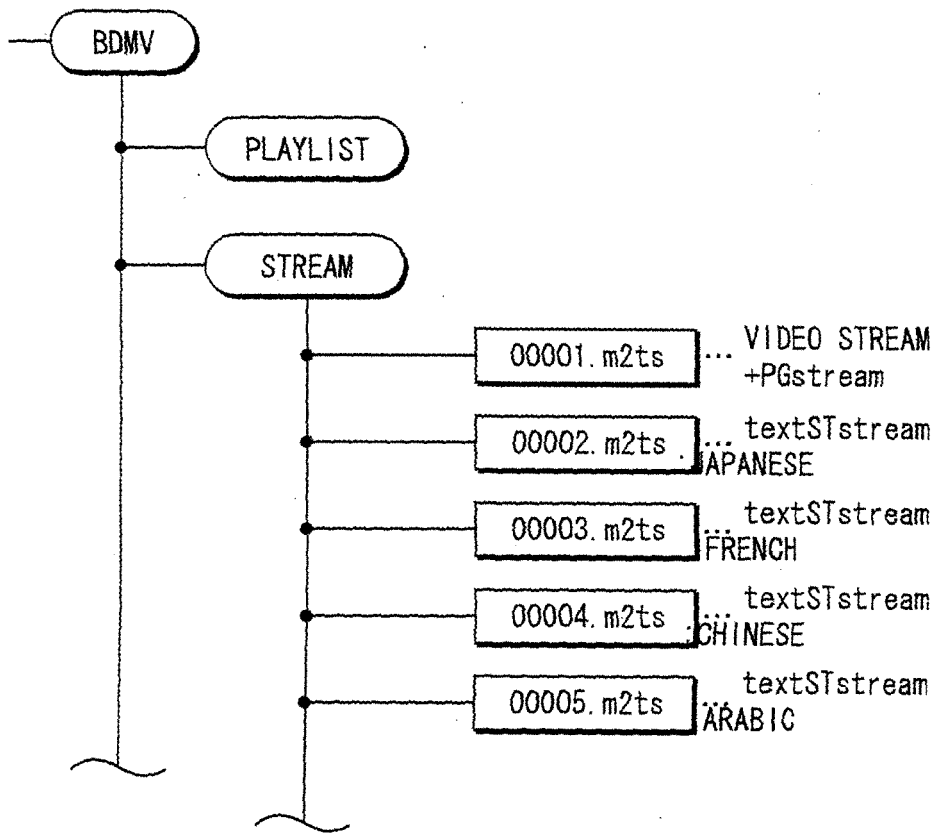 BDMV
PLAYLIST
STREAM
00001.m2ts ... VIDEO STREAM
+PGstream
00002.m2ts ... textSTstream
JAPANESE
00003.m2ts ... textSTstream
FRENCH
00004.m2ts ... textSTstream
CHINESE
00005.m2ts ... textSTstream
ARABIC